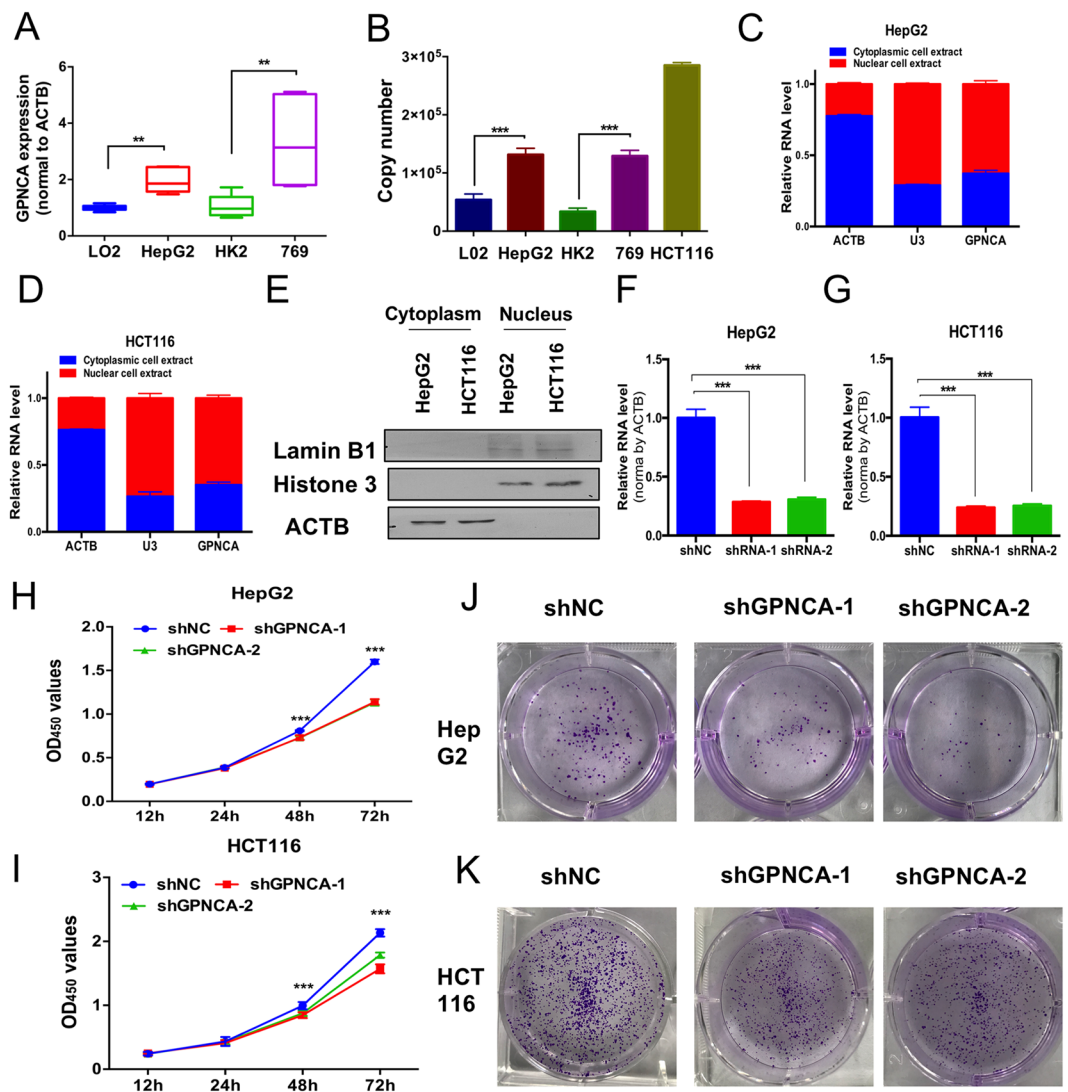 A
GPNCA expression
(normal to ACTB)
6
4
2
0
**
**
LO2
HepG2
HK2
769
B
Copy number
3×10⁵
2×10⁵
1×10⁵
0
***
***
L02
HepG2
HK2
769
HCT116
C
HepG2
Cytoplasmic cell extract
Nuclear cell extract
Relative RNA level
1.0
0.5
0.0
ACTB
U3
GPNCA
D
HCT116
Cytoplasmic cell extract
Nuclear cell extract
Relative RNA level
1.0
0.5
0.0
ACTB
U3
GPNCA
E
Cytoplasm
Nucleus
HepG2
HCT116
HepG2
HCT116
Lamin B1
Histone 3
ACTB
F
HepG2
Relative RNA level
(norma by ACTB)
1.5
1.0
0.5
0.0
***
***
shNC
shRNA-1
shRNA-2
G
HCT116
Relative RNA level
(norma by ACTB)
1.5
1.0
0.5
0.0
***
***
shNC
shRNA-1
shRNA-2
H
HepG2
shNC
shGPNCA-1
shGPNCA-2
OD450 values
2.0
1.5
1.0
0.5
0.0
***
***
12h
24h
48h
72h
I
HCT116
shNC
shGPNCA-1
shGPNCA-2
OD450 values
3
2
1
0
***
***
12h
24h
48h
72h
J
shNC
shGPNCA-1
shGPNCA-2
Hep
G2
K
shNC
shGPNCA-1
shGPNCA-2
HCT
116